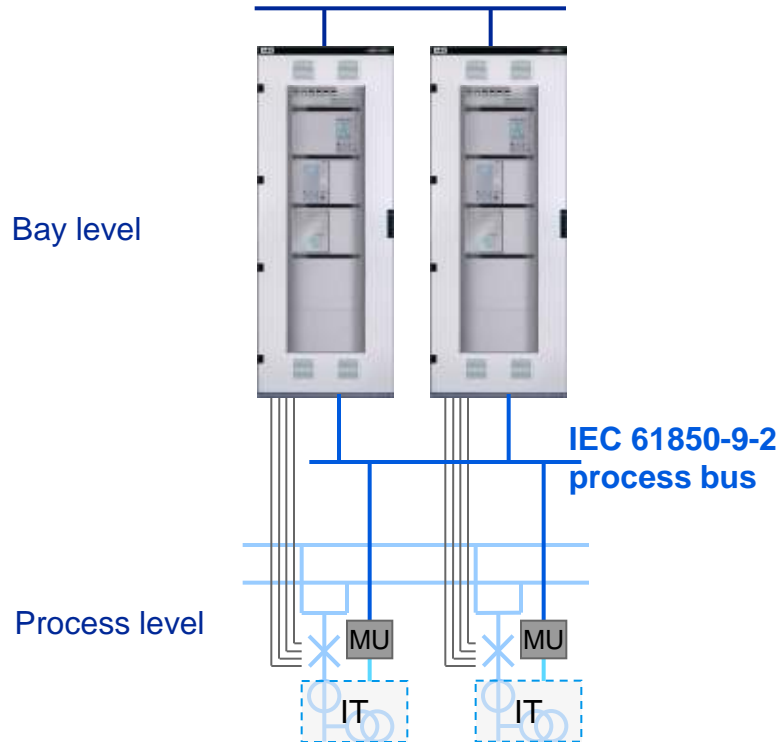 Bay level
IEC 61850-9-2
process bus
Process level
MU
MU
IT
IT